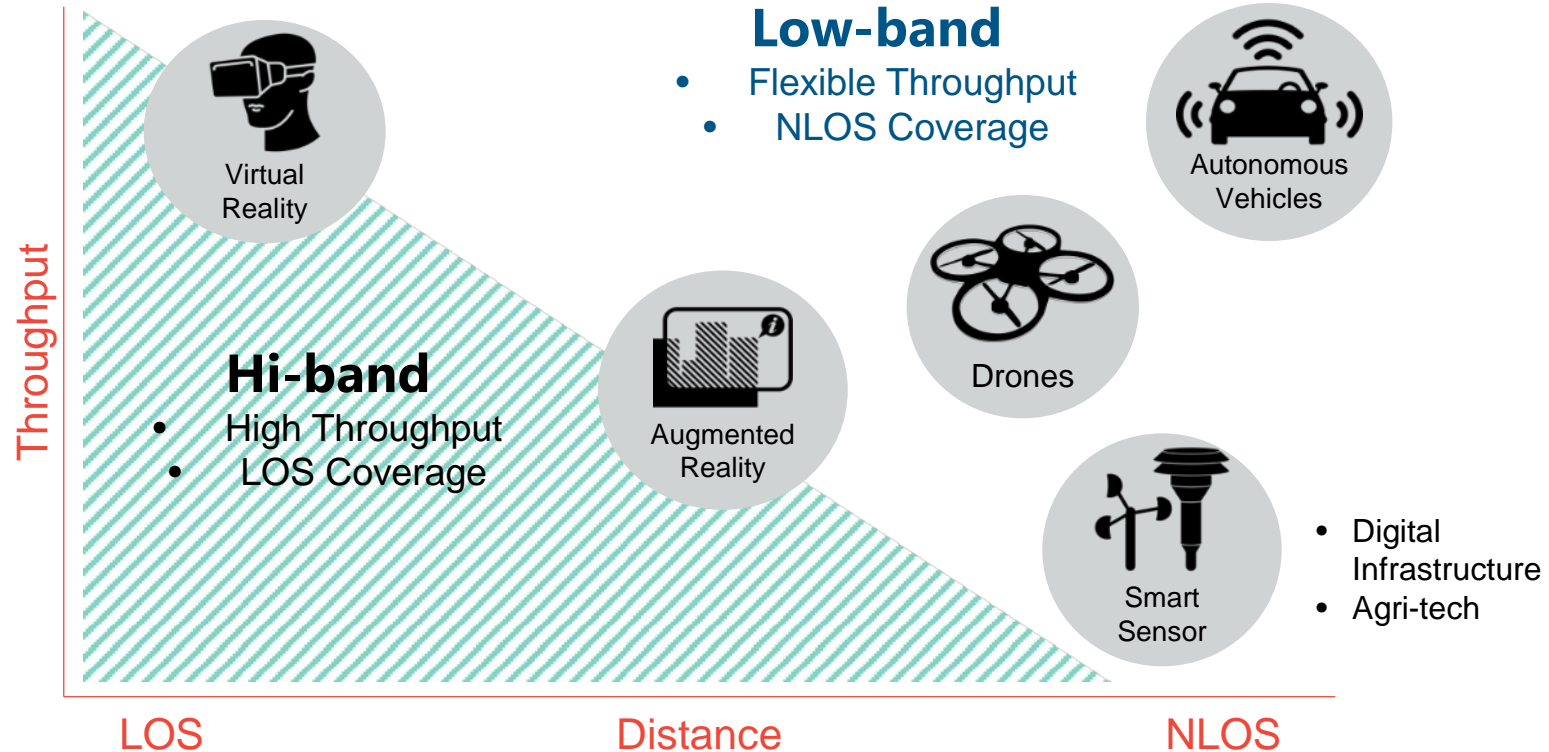 Low-band
• Flexible Throughput
• NLOS Coverage
Virtual
Reality
Autonomous
Vehicles
Throughput
Hi-band
• High Throughput
• LOS Coverage
i
Augmented
Reality
Drones
Smart
Sensor
• Digital
Infrastructure
• Agri-tech
LOS
Distance
NLOS